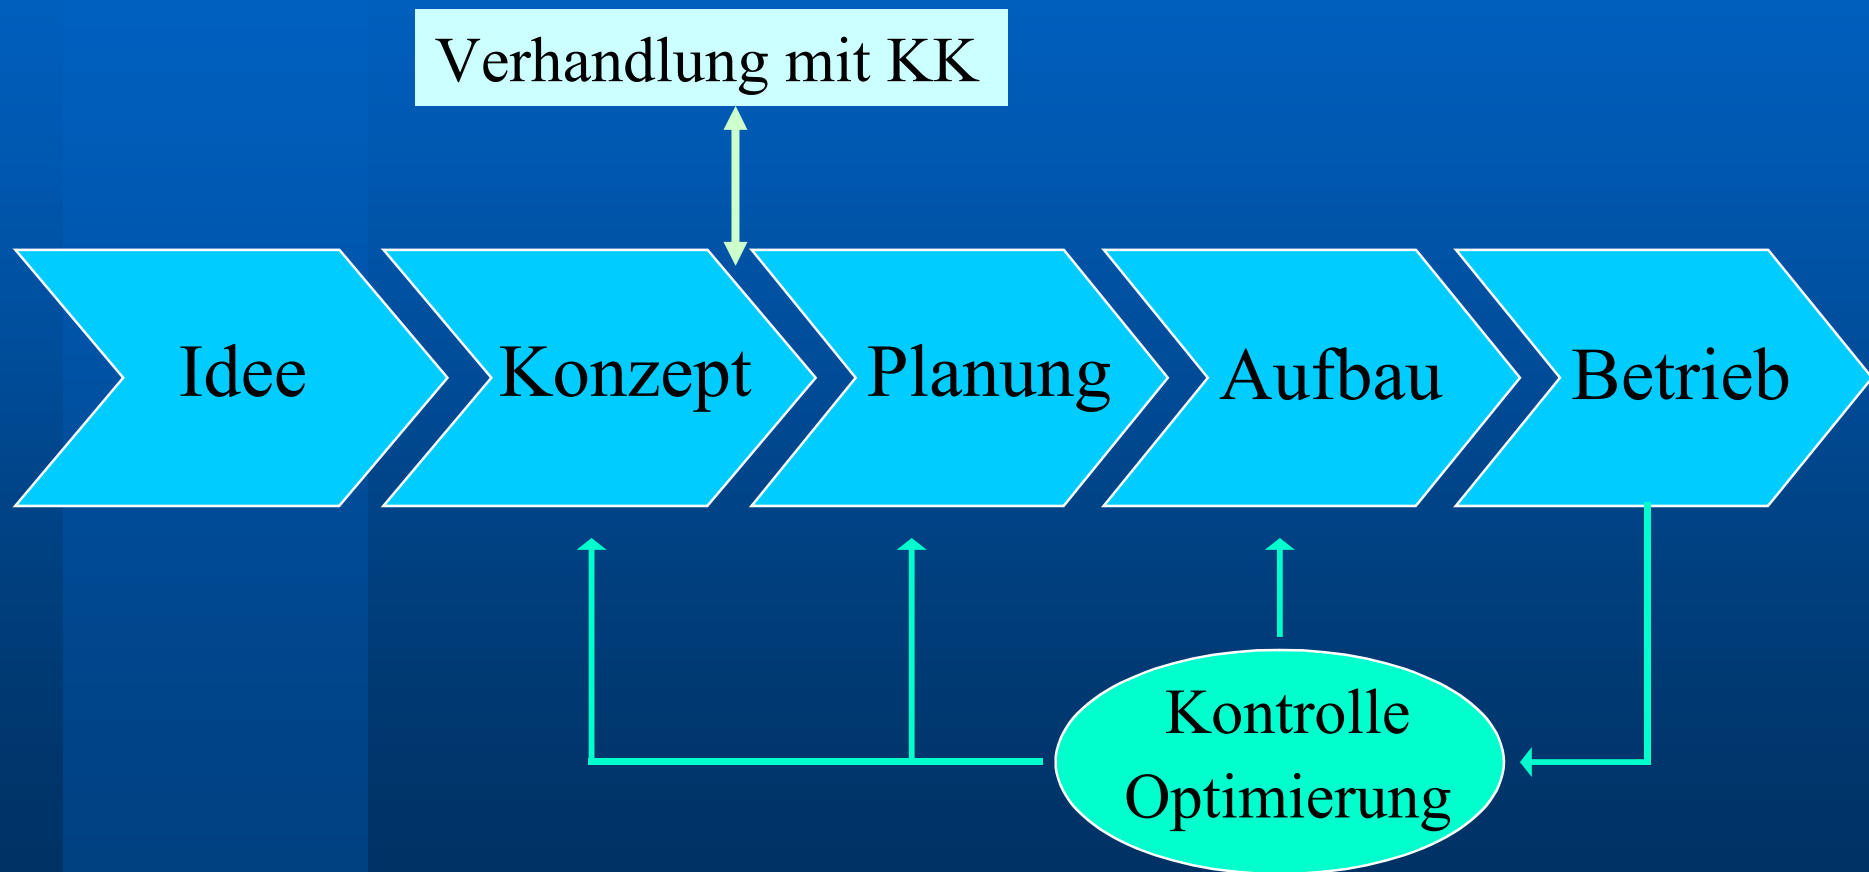 Verhandlung mit KK
Idee
Konzept
Planung
Aufbau
Betrieb
Kontrolle
Optimierung